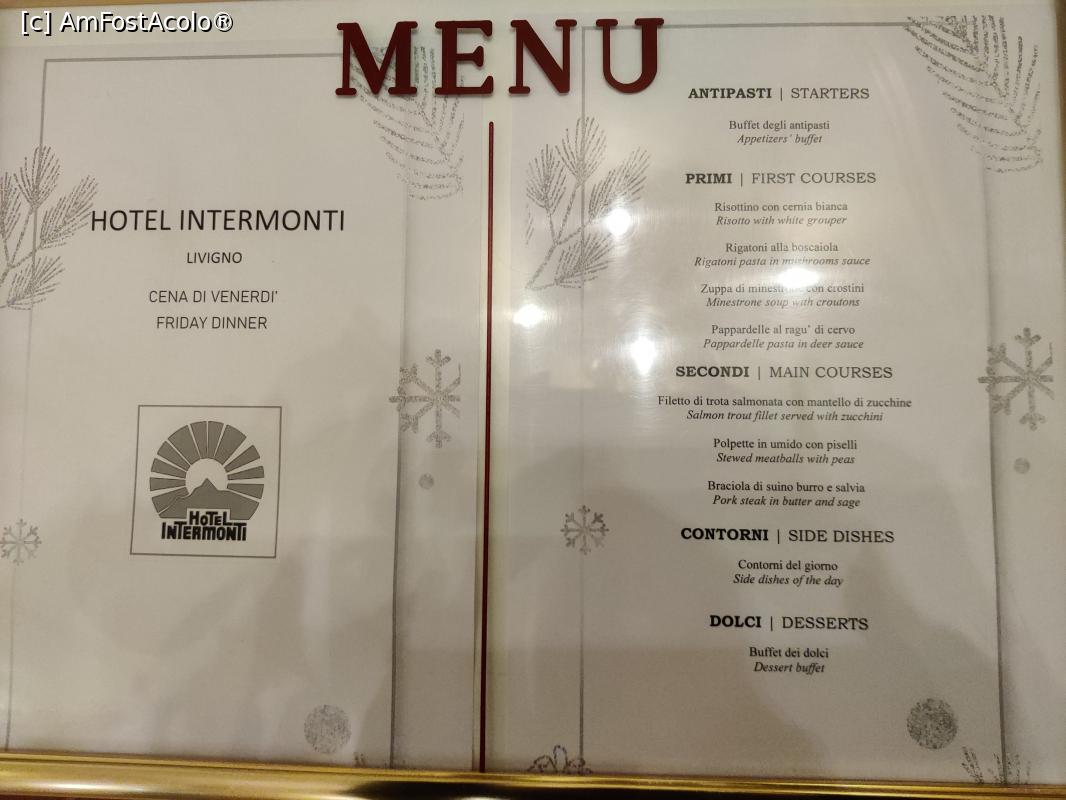 [c] AmFostAcolo®
MENU
HOTEL INTERMONTI
LIVIGNO
CENA DI VENERDI'
FRIDAY DINNER
HOTEL
INTERMONTI
ANTIPASTI | STARTERS
Buffet degli antipasti
Appetizers' buffet
PRIMI | FIRST COURSES
Risottino con cernia bianca
Risotto with white grouper
Rigatoni alla boscaiola
Rigatoni pasta in mushrooms sauce
Zuppa di con crostini
Minestrone soup with croutons
Pappardelle al ragu' di cervo
Pappardelle pasta in deer sauce
SECONDI | MAIN COURSES
Filetto di trota salmonata con mantello di zucchine
Salmon trout fillet served with zucchini
Polpette in umido con piselli
Stewed meatballs with peas
Braciola di suino burro e salvia
Pork steak in butter and sage
CONTORNI | SIDE DISHES
Contorni del giorno
Side dishes of the day
DOLCI | DESSERTS
Buffet dei dolci
Dessert buffet